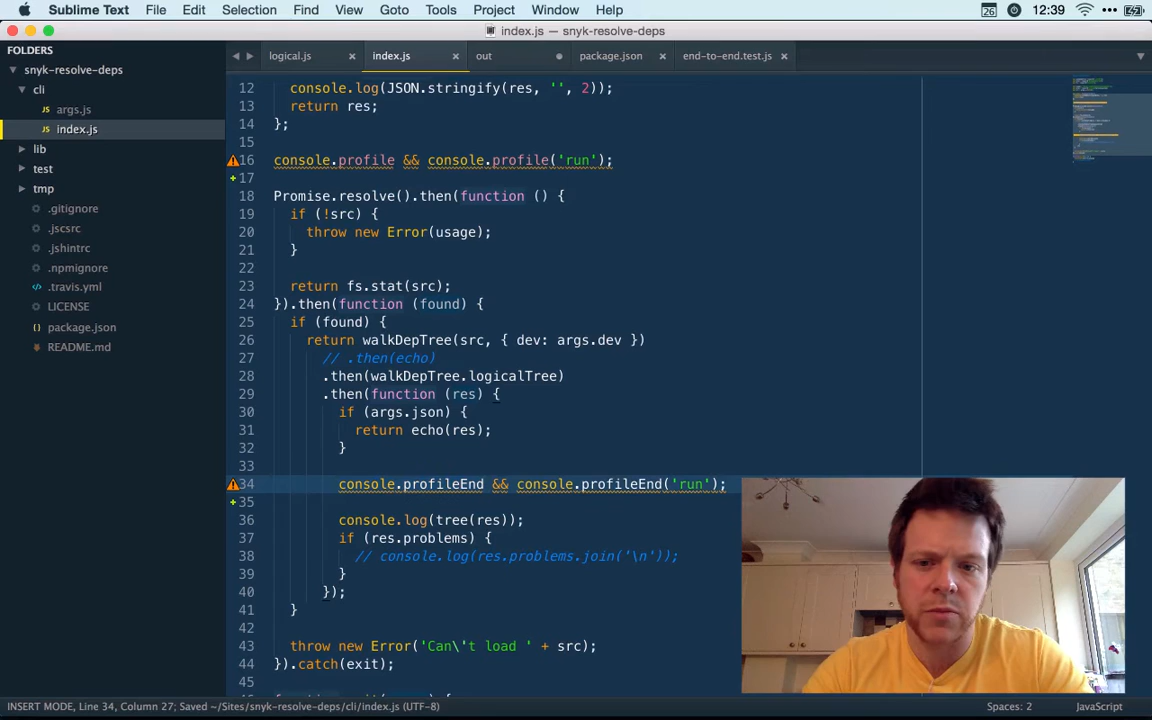 Sublime Text File Edit Selection Find View Goto Tools Project Window Help 26 12:39
index.js — snyk-resolve-deps
FOLDERS
snyk-resolve-deps
cli
JS args.js
JS index.js
lib
test
tmp
.gitignore
.jscsrc
.jshintrc
.npmignore
.travis.yml
LICENSE
package.json
README.md
logical.js index.js out package.json end-to-end.test.js
12 console.log(JSON.stringify(res, '', 2));
13 return res;
14 };
15
16 console.profile && console.profile('run');
17
18 Promise.resolve().then(function () {
19 if (!src) {
20 throw new Error(usage);
21 }
22
23 return fs.stat(src);
24 }).then(function (found) {
25 if (found) {
26 return walkDepTree(src, { dev: args.dev })
27 // .then(echo)
28 .then(walkDepTree.logicalTree)
29 .then(function (res) {
30 if (args.json) {
31 return echo(res);
32 }
33
34 console.profileEnd && console.profileEnd('run');
35
36 console.log(tree(res));
37 if (res.problems) {
38 // console.log(res.problems.join('\n'));
39 }
40 });
41 }
42
43 throw new Error('Can\'t load ' + src);
44 }).catch(exit);
45
INSERT MODE, Line 34, Column 27; Saved ~/Sites/snyk-resolve-deps/cli/index.js (UTF-8) Spaces: 2 JavaScript